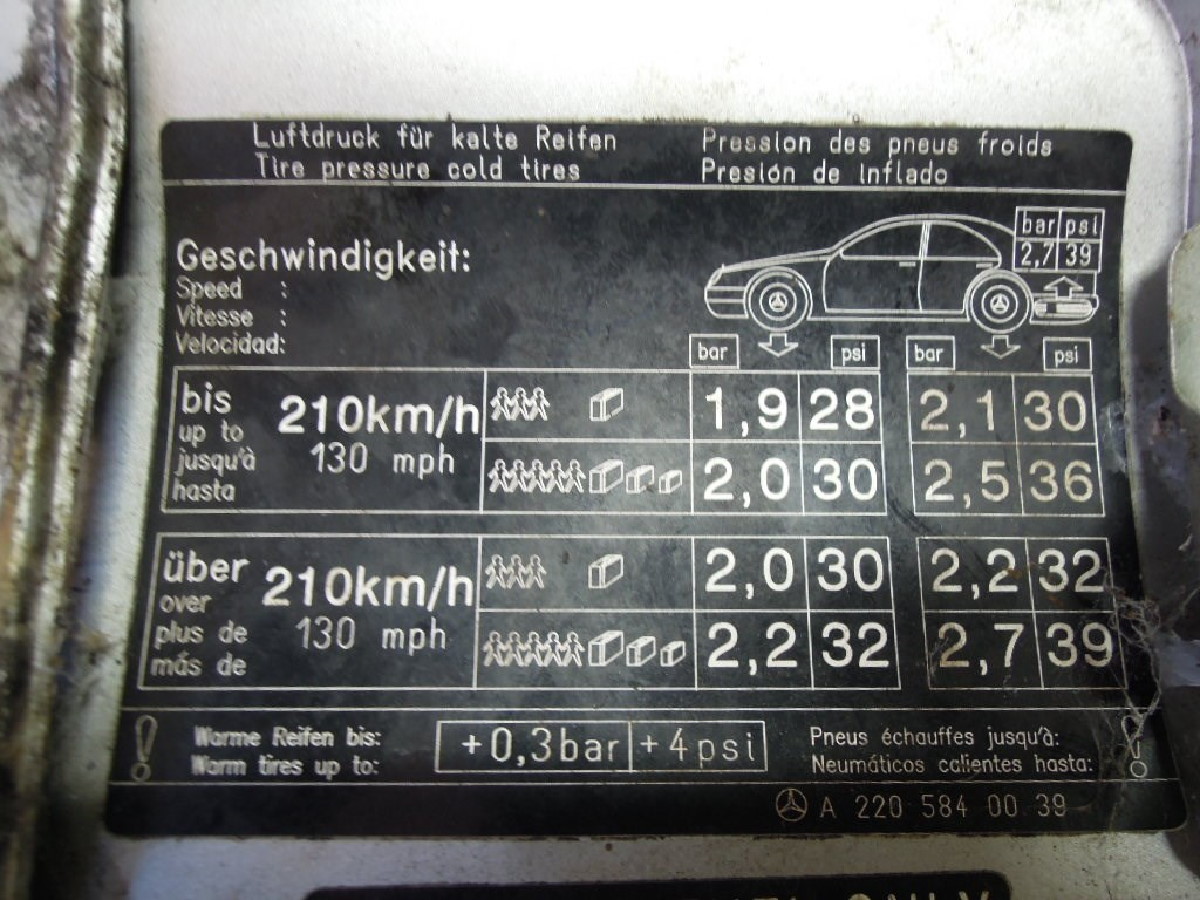 Luftdruck für kalte Reifen
Tire pressure cold tires
Pression des pneus froids
Presión de inflado
bar psi
2,7 39
Geschwindigkeit:
Speed :
Vitesse :
Velocidad:
bar psi bar psi
bis
up to
jusqu'à
hasta
210km/h
130 mph
1,9 28 2,1 30
2,0 30 2,5 36
über
over
plus de
más de
210km/h
130 mph
2,0 30 2,2 32
2,2 32 2,7 39
! Warme Reifen bis:
Warm tires up to:
+0,3bar +4psi
Pneus échauffes jusqu'à: !
Neumáticos calientes hasta:
A 220 584 00 39